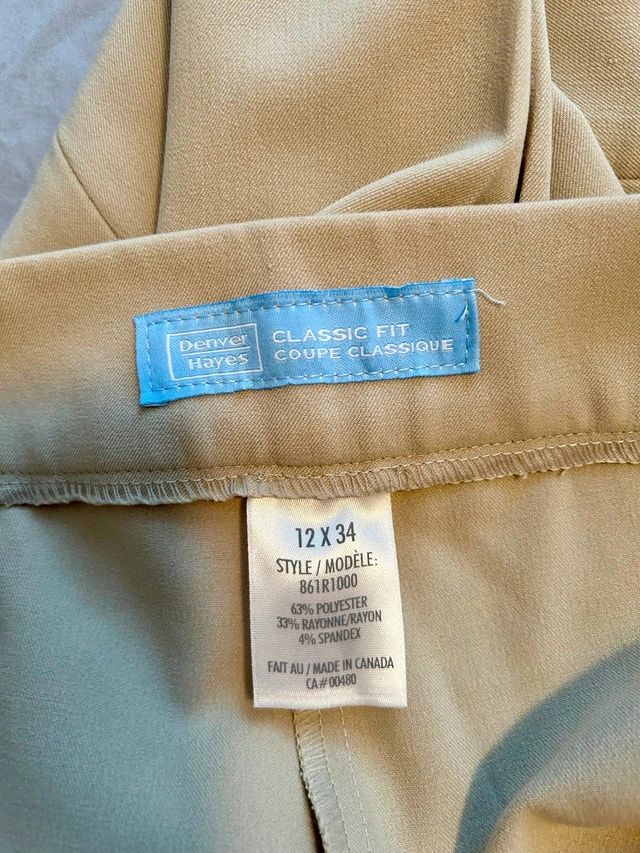 Denver
Hayes
CLASSIC FIT
COUPE CLASSIQUE
12 X 34
STYLE / MODÈLE:
861R1000
63% POLYESTER
33% RAYONNE/RAYON
4% SPANDEX
FAIT AU / MADE IN CANADA
CA#00480